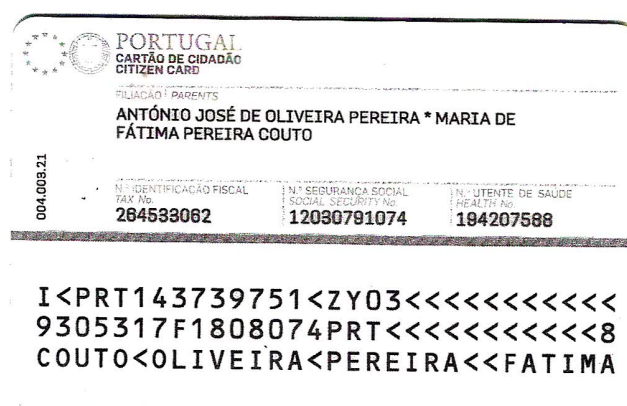 PORTUGAL
CARTÃO DE CIDADÃO
CITIZEN CARD
FILIAÇÃO / PARENTS
ANTÓNIO JOSÉ DE OLIVEIRA PEREIRA * MARIA DE
FÁTIMA PEREIRA COUTO
004.008.21
N.º IDENTIFICAÇÃO FISCAL
TAX No.
264533062
N.º SEGURANÇA SOCIAL
SOCIAL SECURITY No.
12030791074
N.º UTENTE DE SAÚDE
HEALTH No.
194207588
I<PRT143739751<ZY03<<<<<<<<<<<
9305317F1808074PRT<<<<<<<<<<<8
COUTO<OLIVEIRA<PEREIRA<<FATIMA